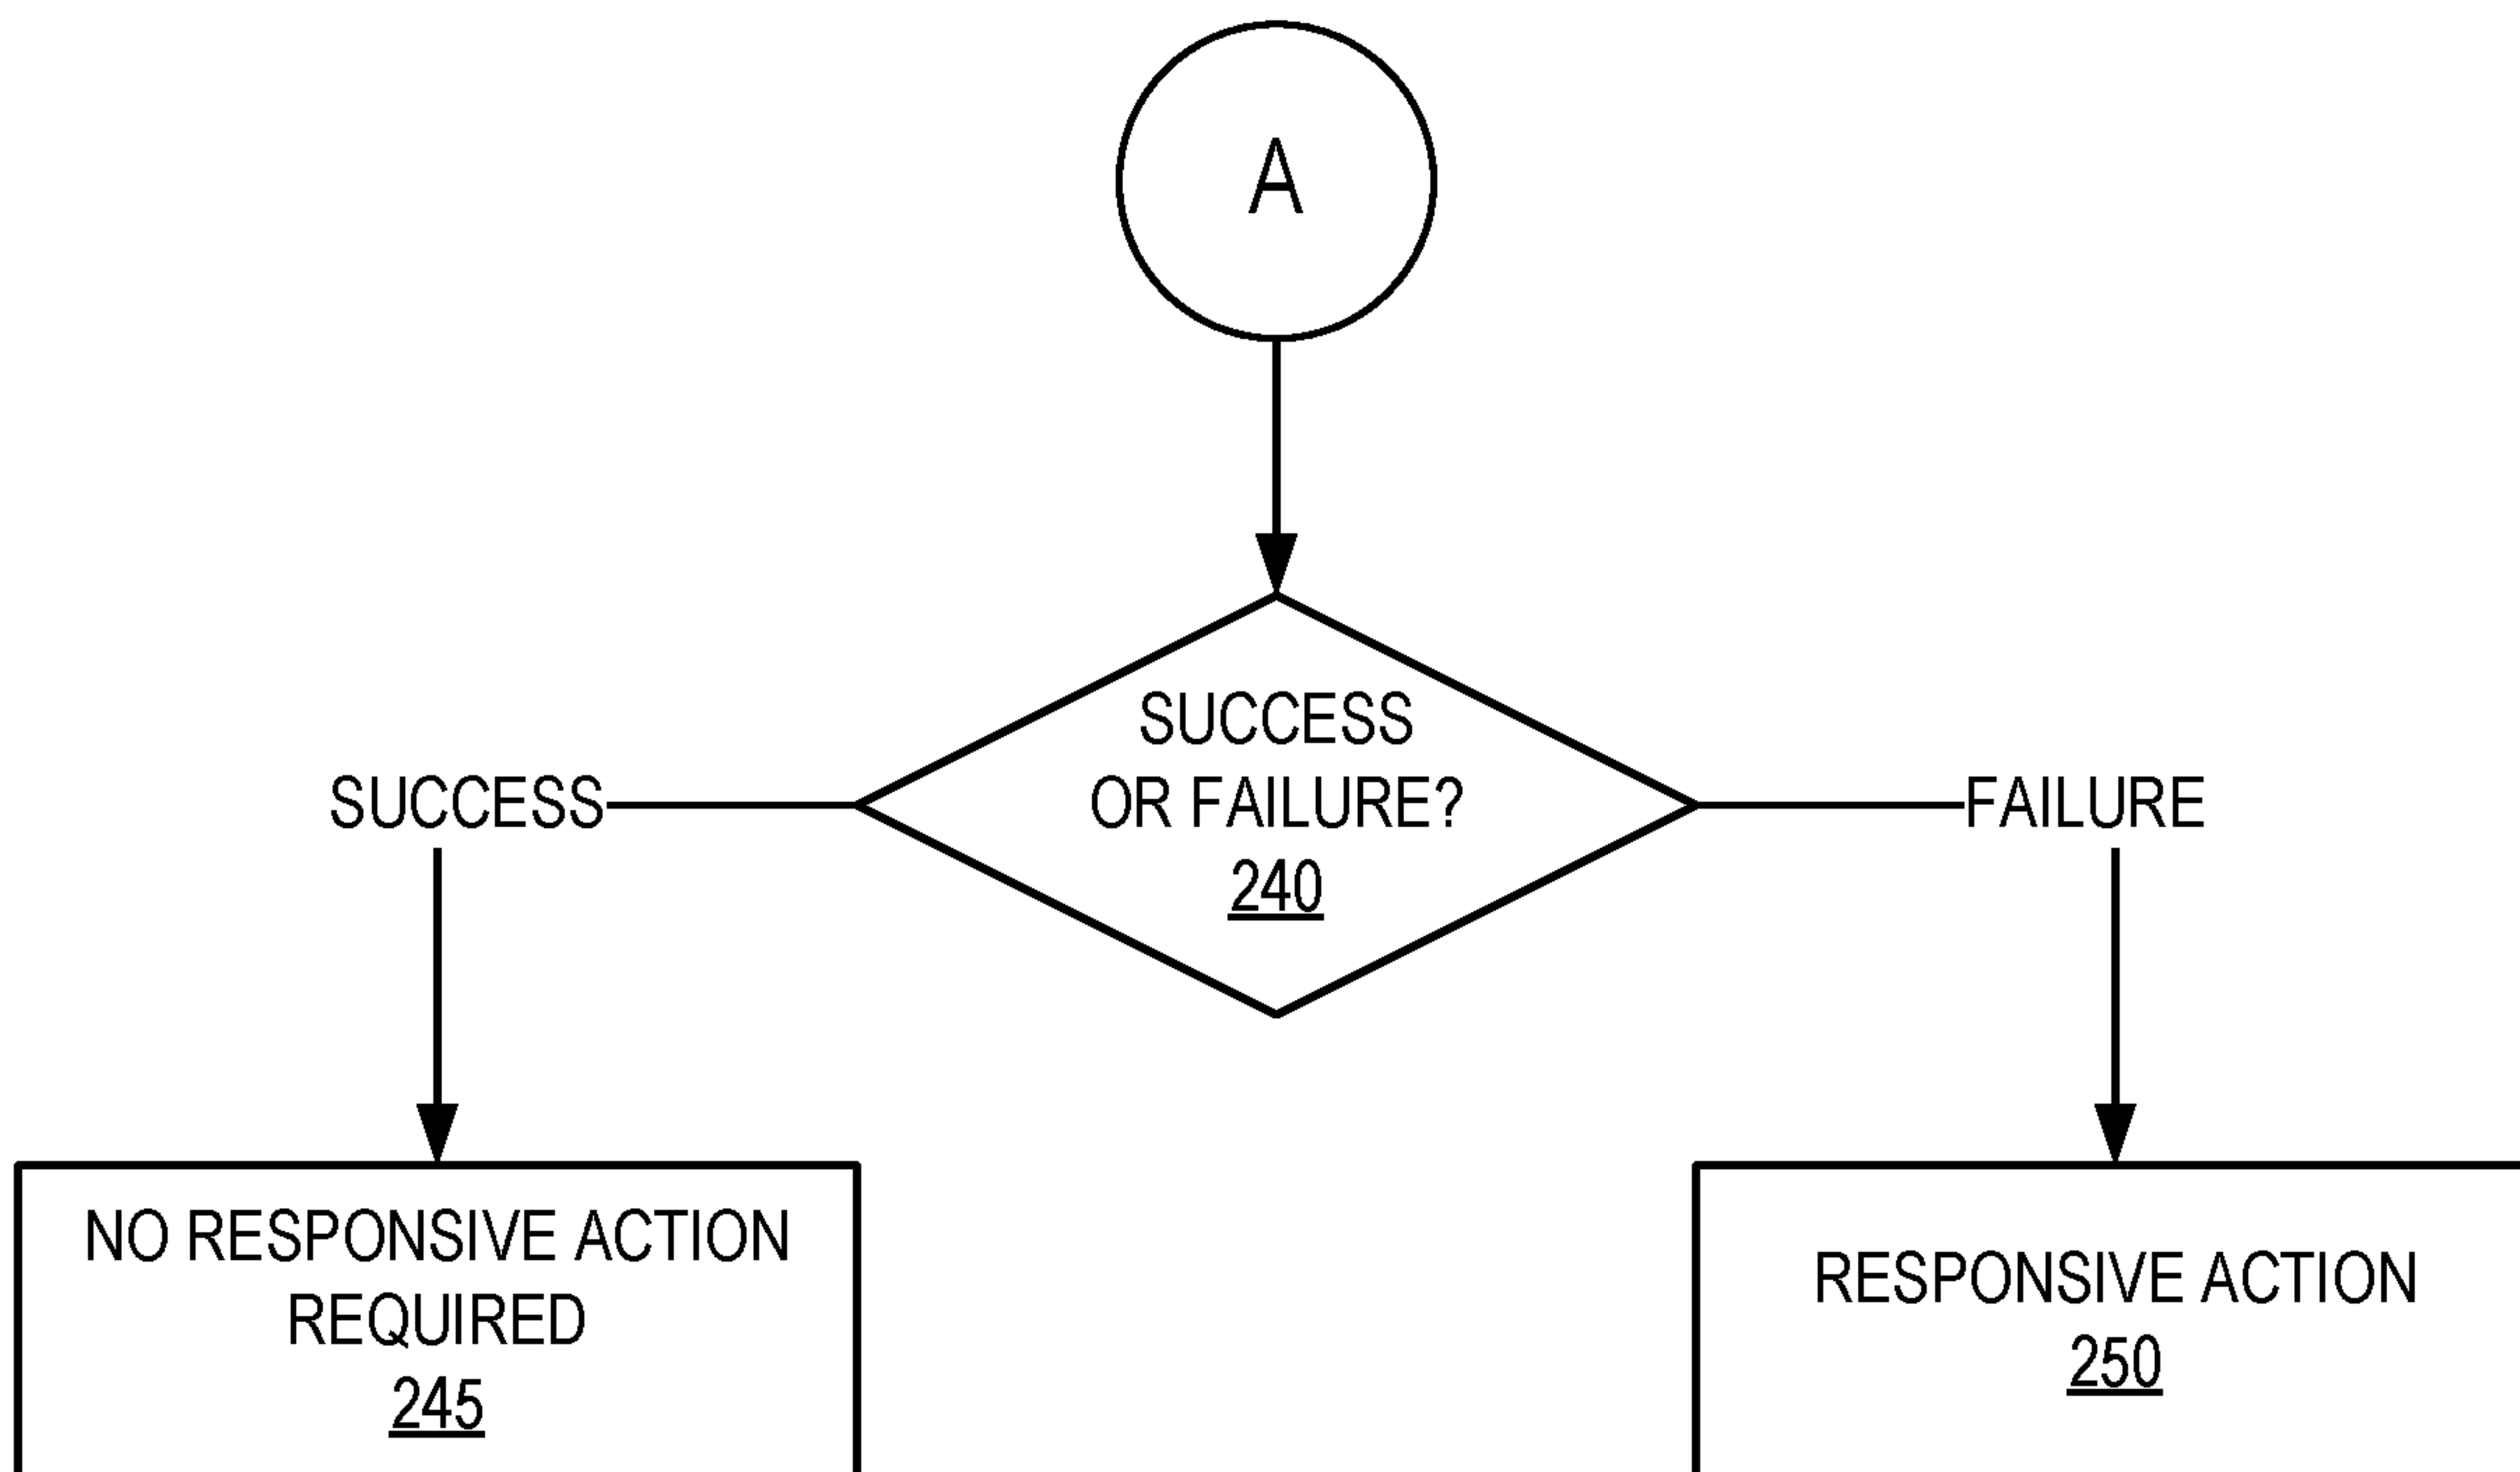 A
SUCCESS
OR FAILURE?
240
SUCCESS
FAILURE
NO RESPONSIVE ACTION
REQUIRED
245
RESPONSIVE ACTION
250